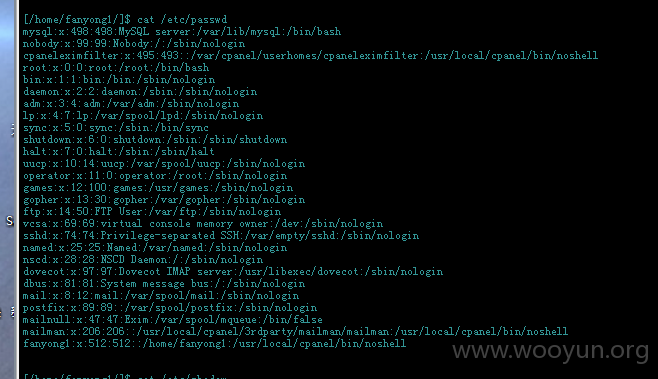 [/home/fanyong1/]$ cat /etc/passwd
mysql:x:498:498:MySQL server:/var/lib/mysql:/bin/bash
nobody:x:99:99:Nobody:/:/sbin/nologin
cpaneleximfilter:x:495:493::/var/cpanel/userhomes/cpaneleximfilter:/usr/local/cpanel/bin/noshell
root:x:0:0:root:/root:/bin/bash
bin:x:1:1:bin:/bin:/sbin/nologin
daemon:x:2:2:daemon:/sbin:/sbin/nologin
adm:x:3:4:adm:/var/adm:/sbin/nologin
lp:x:4:7:lp:/var/spool/lpd:/sbin/nologin
sync:x:5:0:sync:/sbin:/bin/sync
shutdown:x:6:0:shutdown:/sbin:/sbin/shutdown
halt:x:7:0:halt:/sbin:/sbin/halt
uucp:x:10:14:uucp:/var/spool/uucp:/sbin/nologin
operator:x:11:0:operator:/root:/sbin/nologin
games:x:12:100:games:/usr/games:/sbin/nologin
gopher:x:13:30:gopher:/var/gopher:/sbin/nologin
ftp:x:14:50:FTP User:/var/ftp:/sbin/nologin
vcsa:x:69:69:virtual console memory owner:/dev:/sbin/nologin
sshd:x:74:74:Privilege-separated SSH:/var/empty/sshd:/sbin/nologin
named:x:25:25:Named:/var/named:/sbin/nologin
nscd:x:28:28:NSCD Daemon:/:/sbin/nologin
dovecot:x:97:97:Dovecot IMAP server:/usr/libexec/dovecot:/sbin/nologin
dbus:x:81:81:System message bus:/:/sbin/nologin
mail:x:8:12:mail:/var/spool/mail:/sbin/nologin
postfix:x:89:89::/var/spool/postfix:/sbin/nologin
mailnull:x:47:47:Exim:/var/spool/mqueue:/bin/false
mailman:x:206:206::/usr/local/cpanel/3rdparty/mailman/mailman:/usr/local/cpanel/bin/noshell
fanyong1:x:512:512::/home/fanyong1:/usr/local/cpanel/bin/noshell
www.wooyun.org
[/home/fanyong1/]$ cat /etc/shadow